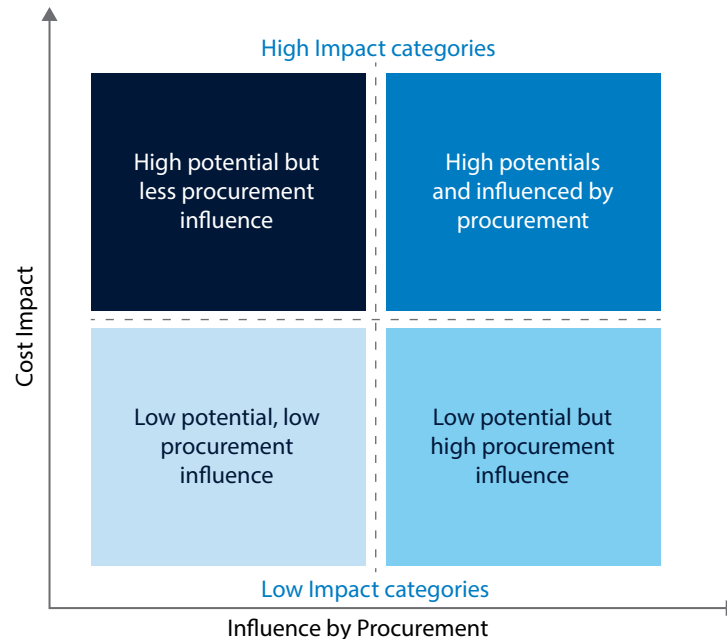 High Impact categories
High potential but
less procurement
influence
High potentials
and influenced by
procurement
Cost Impact
Low potential, low
procurement
influence
Low potential but
high procurement
influence
Low Impact categories
Influence by Procurement